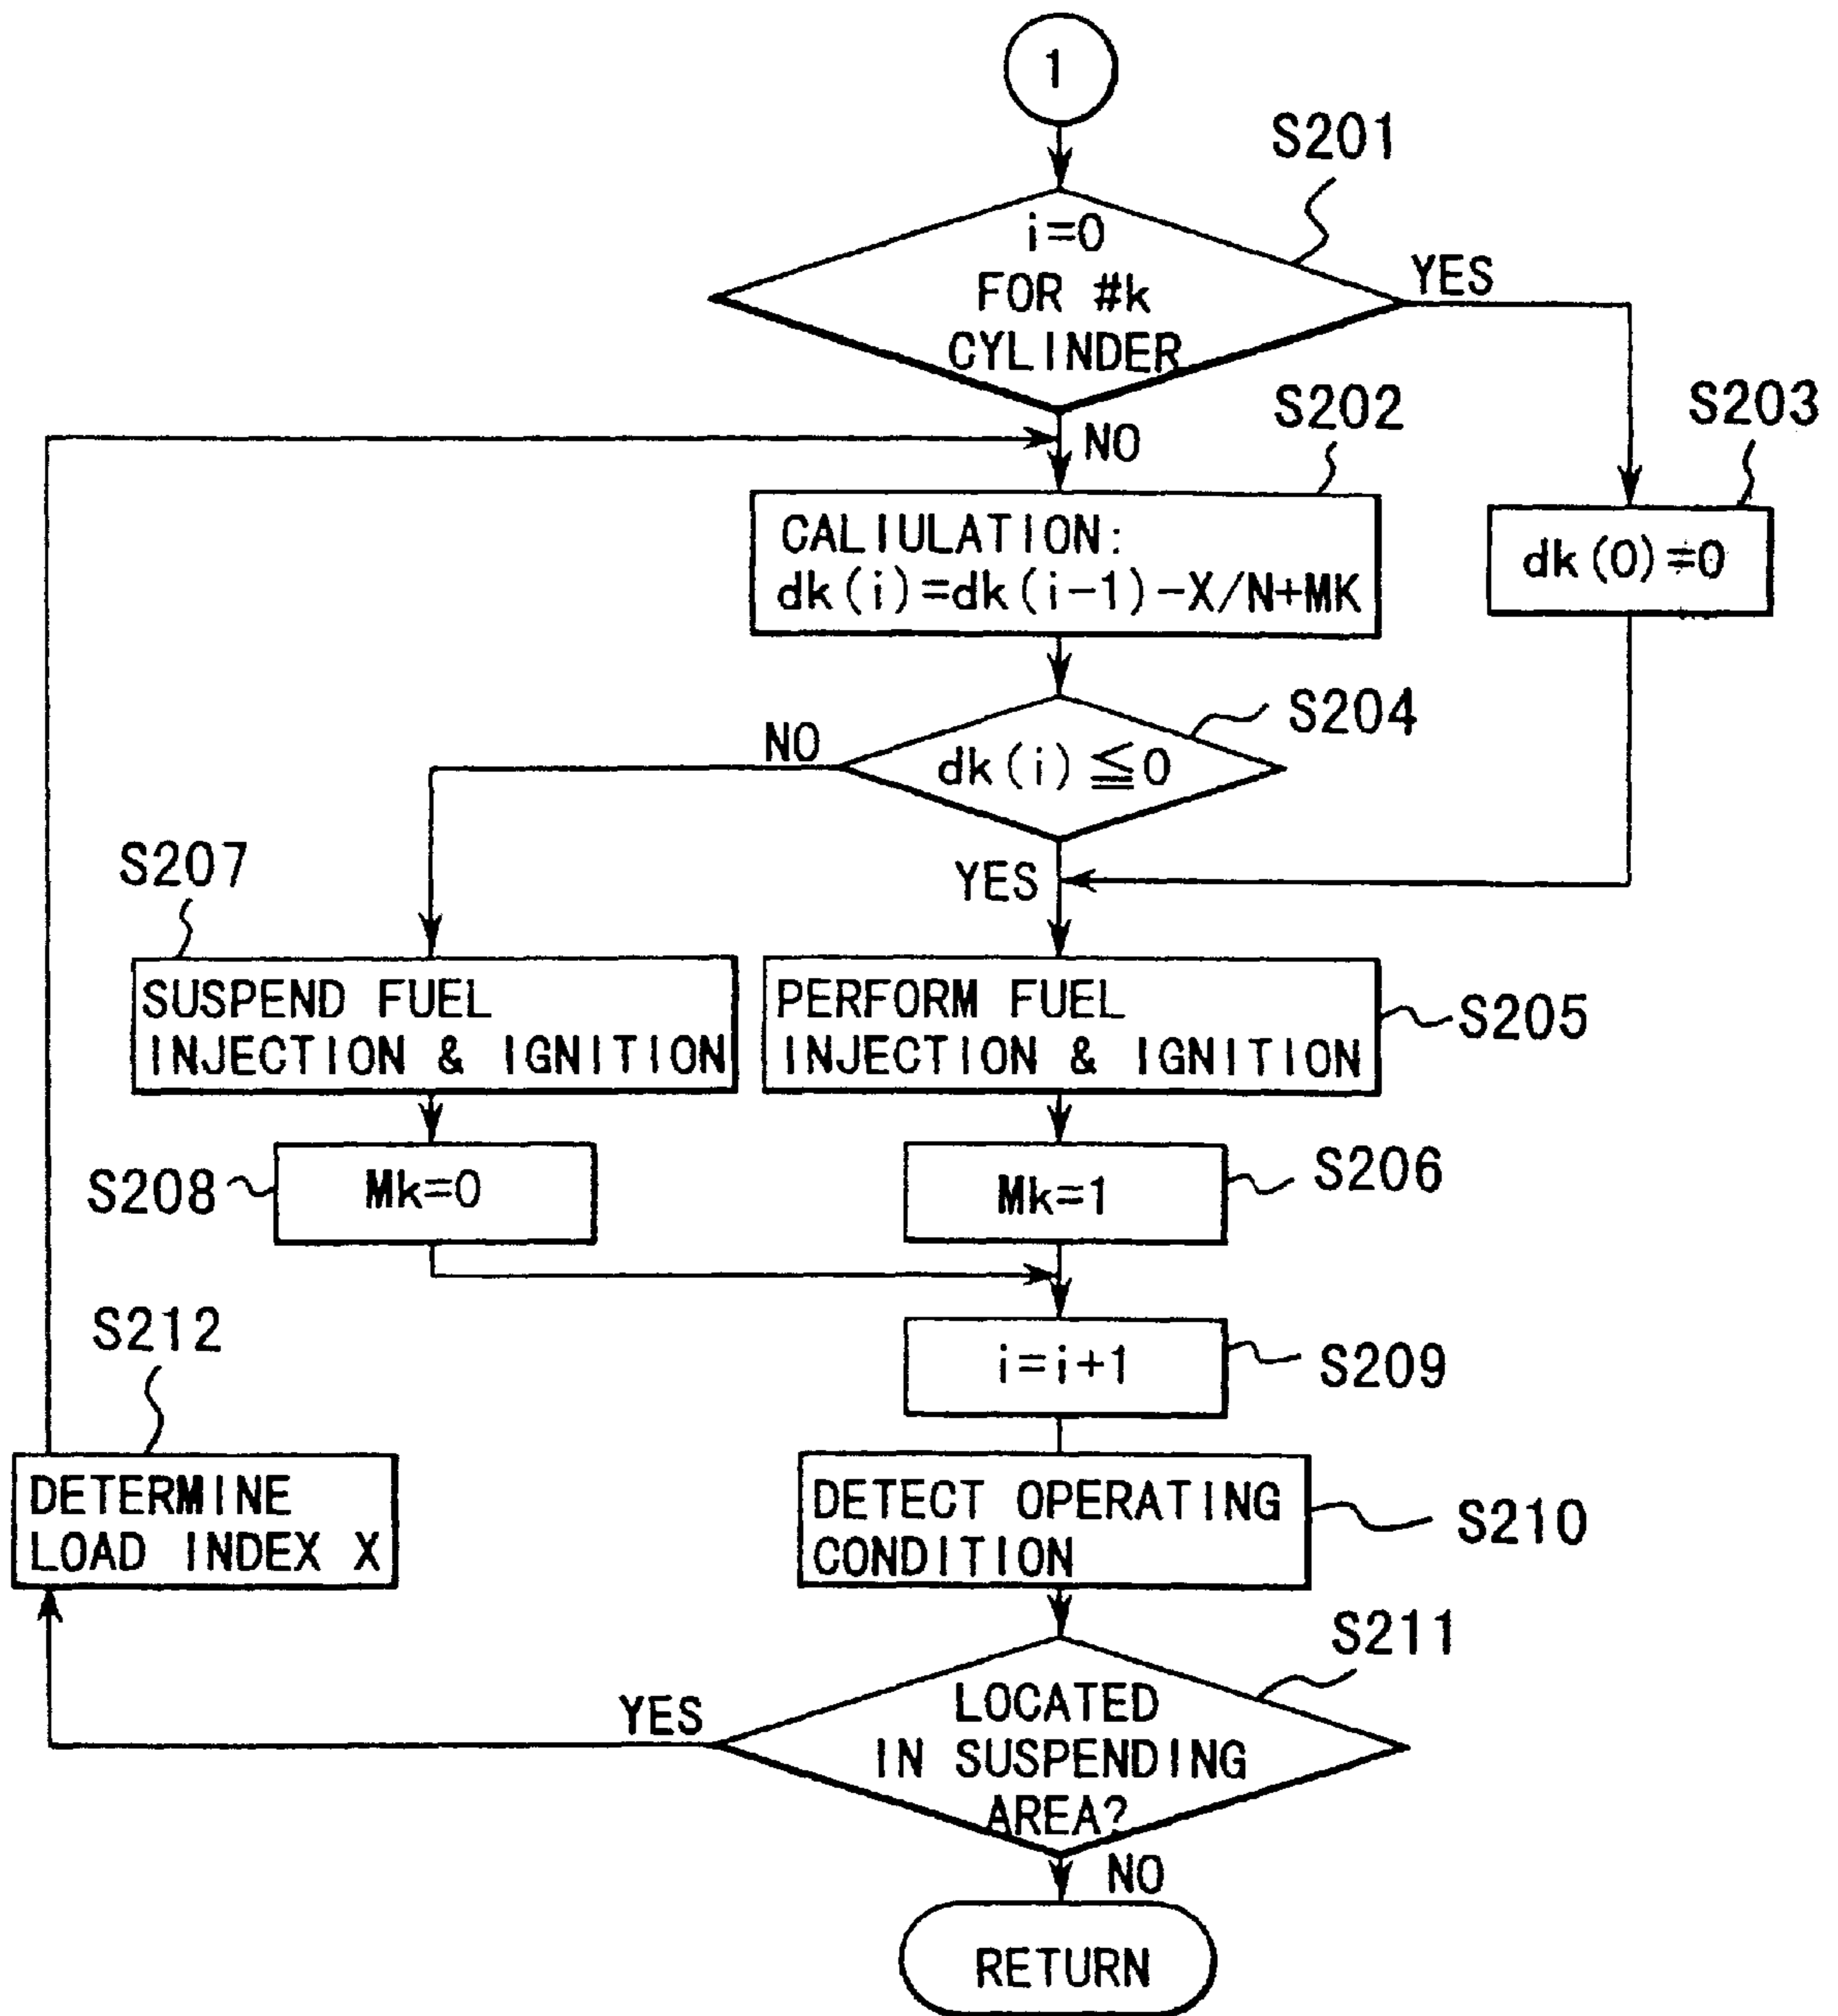 1
S201
i=0
FOR #k
CYLINDER
YES
NO
S202
S203
CALIULATION:
dk(i)=dk(i-1)-X/N+MK
dk(0)=0
S204
NO
dk(i)≦0
YES
S207
SUSPEND FUEL
INJECTION & IGNITION
PERFORM FUEL
INJECTION & IGNITION
S205
S208
Mk=0
Mk=1
S206
S212
i=i+1
S209
DETERMINE
LOAD INDEX X
DETECT OPERATING
CONDITION
S210
S211
YES
LOCATED
IN SUSPENDING
AREA?
NO
RETURN